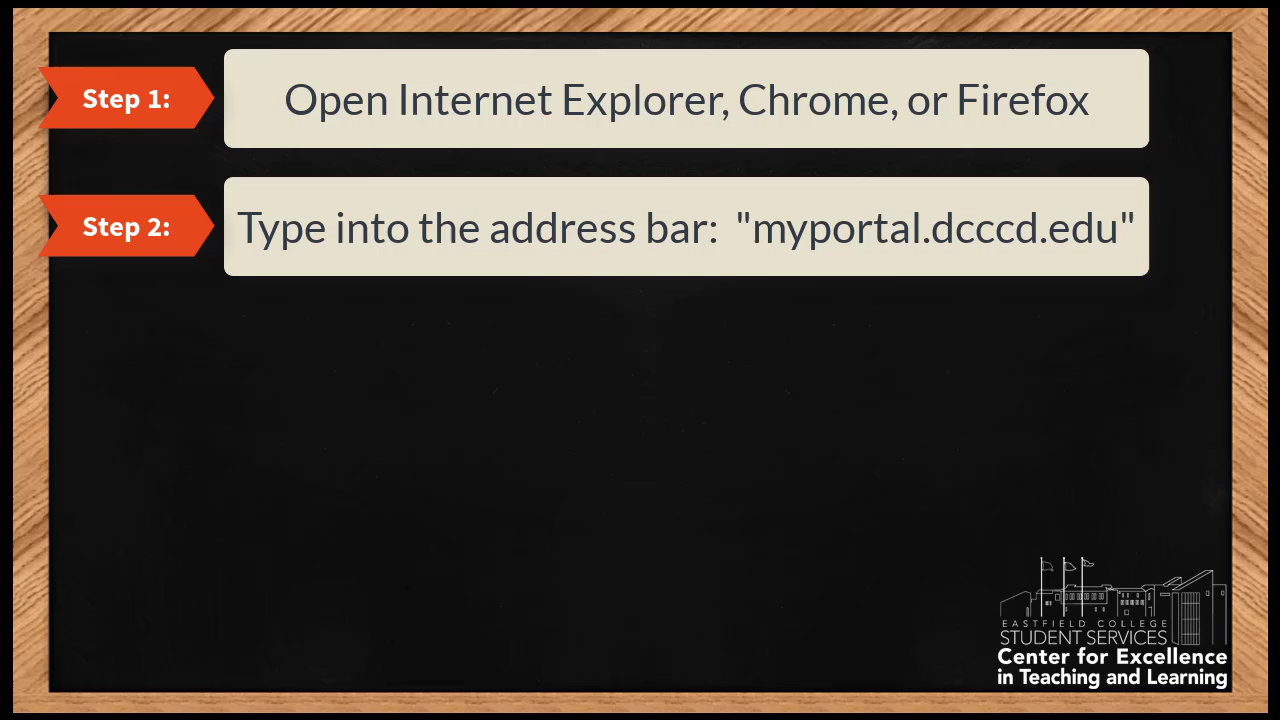 Step 1:
Open Internet Explorer, Chrome, or Firefox
Step 2:
Type into the address bar:  "myportal.dcccd.edu"
EASTFIELD COLLEGE
STUDENT SERVICES
Center for Excellence
in Teaching and Learning